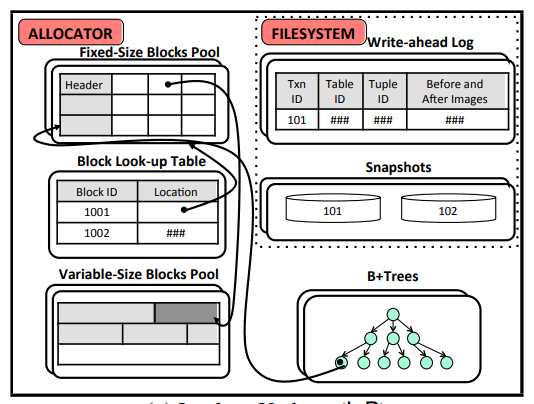 ALLOCATOR
Fixed-Size Blocks Pool
Header
Block Look-up Table
Block ID Location
1001
1002 ###
Variable-Size Blocks Pool
FILESYSTEM
Write-ahead Log
Txn ID Table ID Tuple ID Before and After Images
101 ### ### ###
Snapshots
101 102
B+Trees